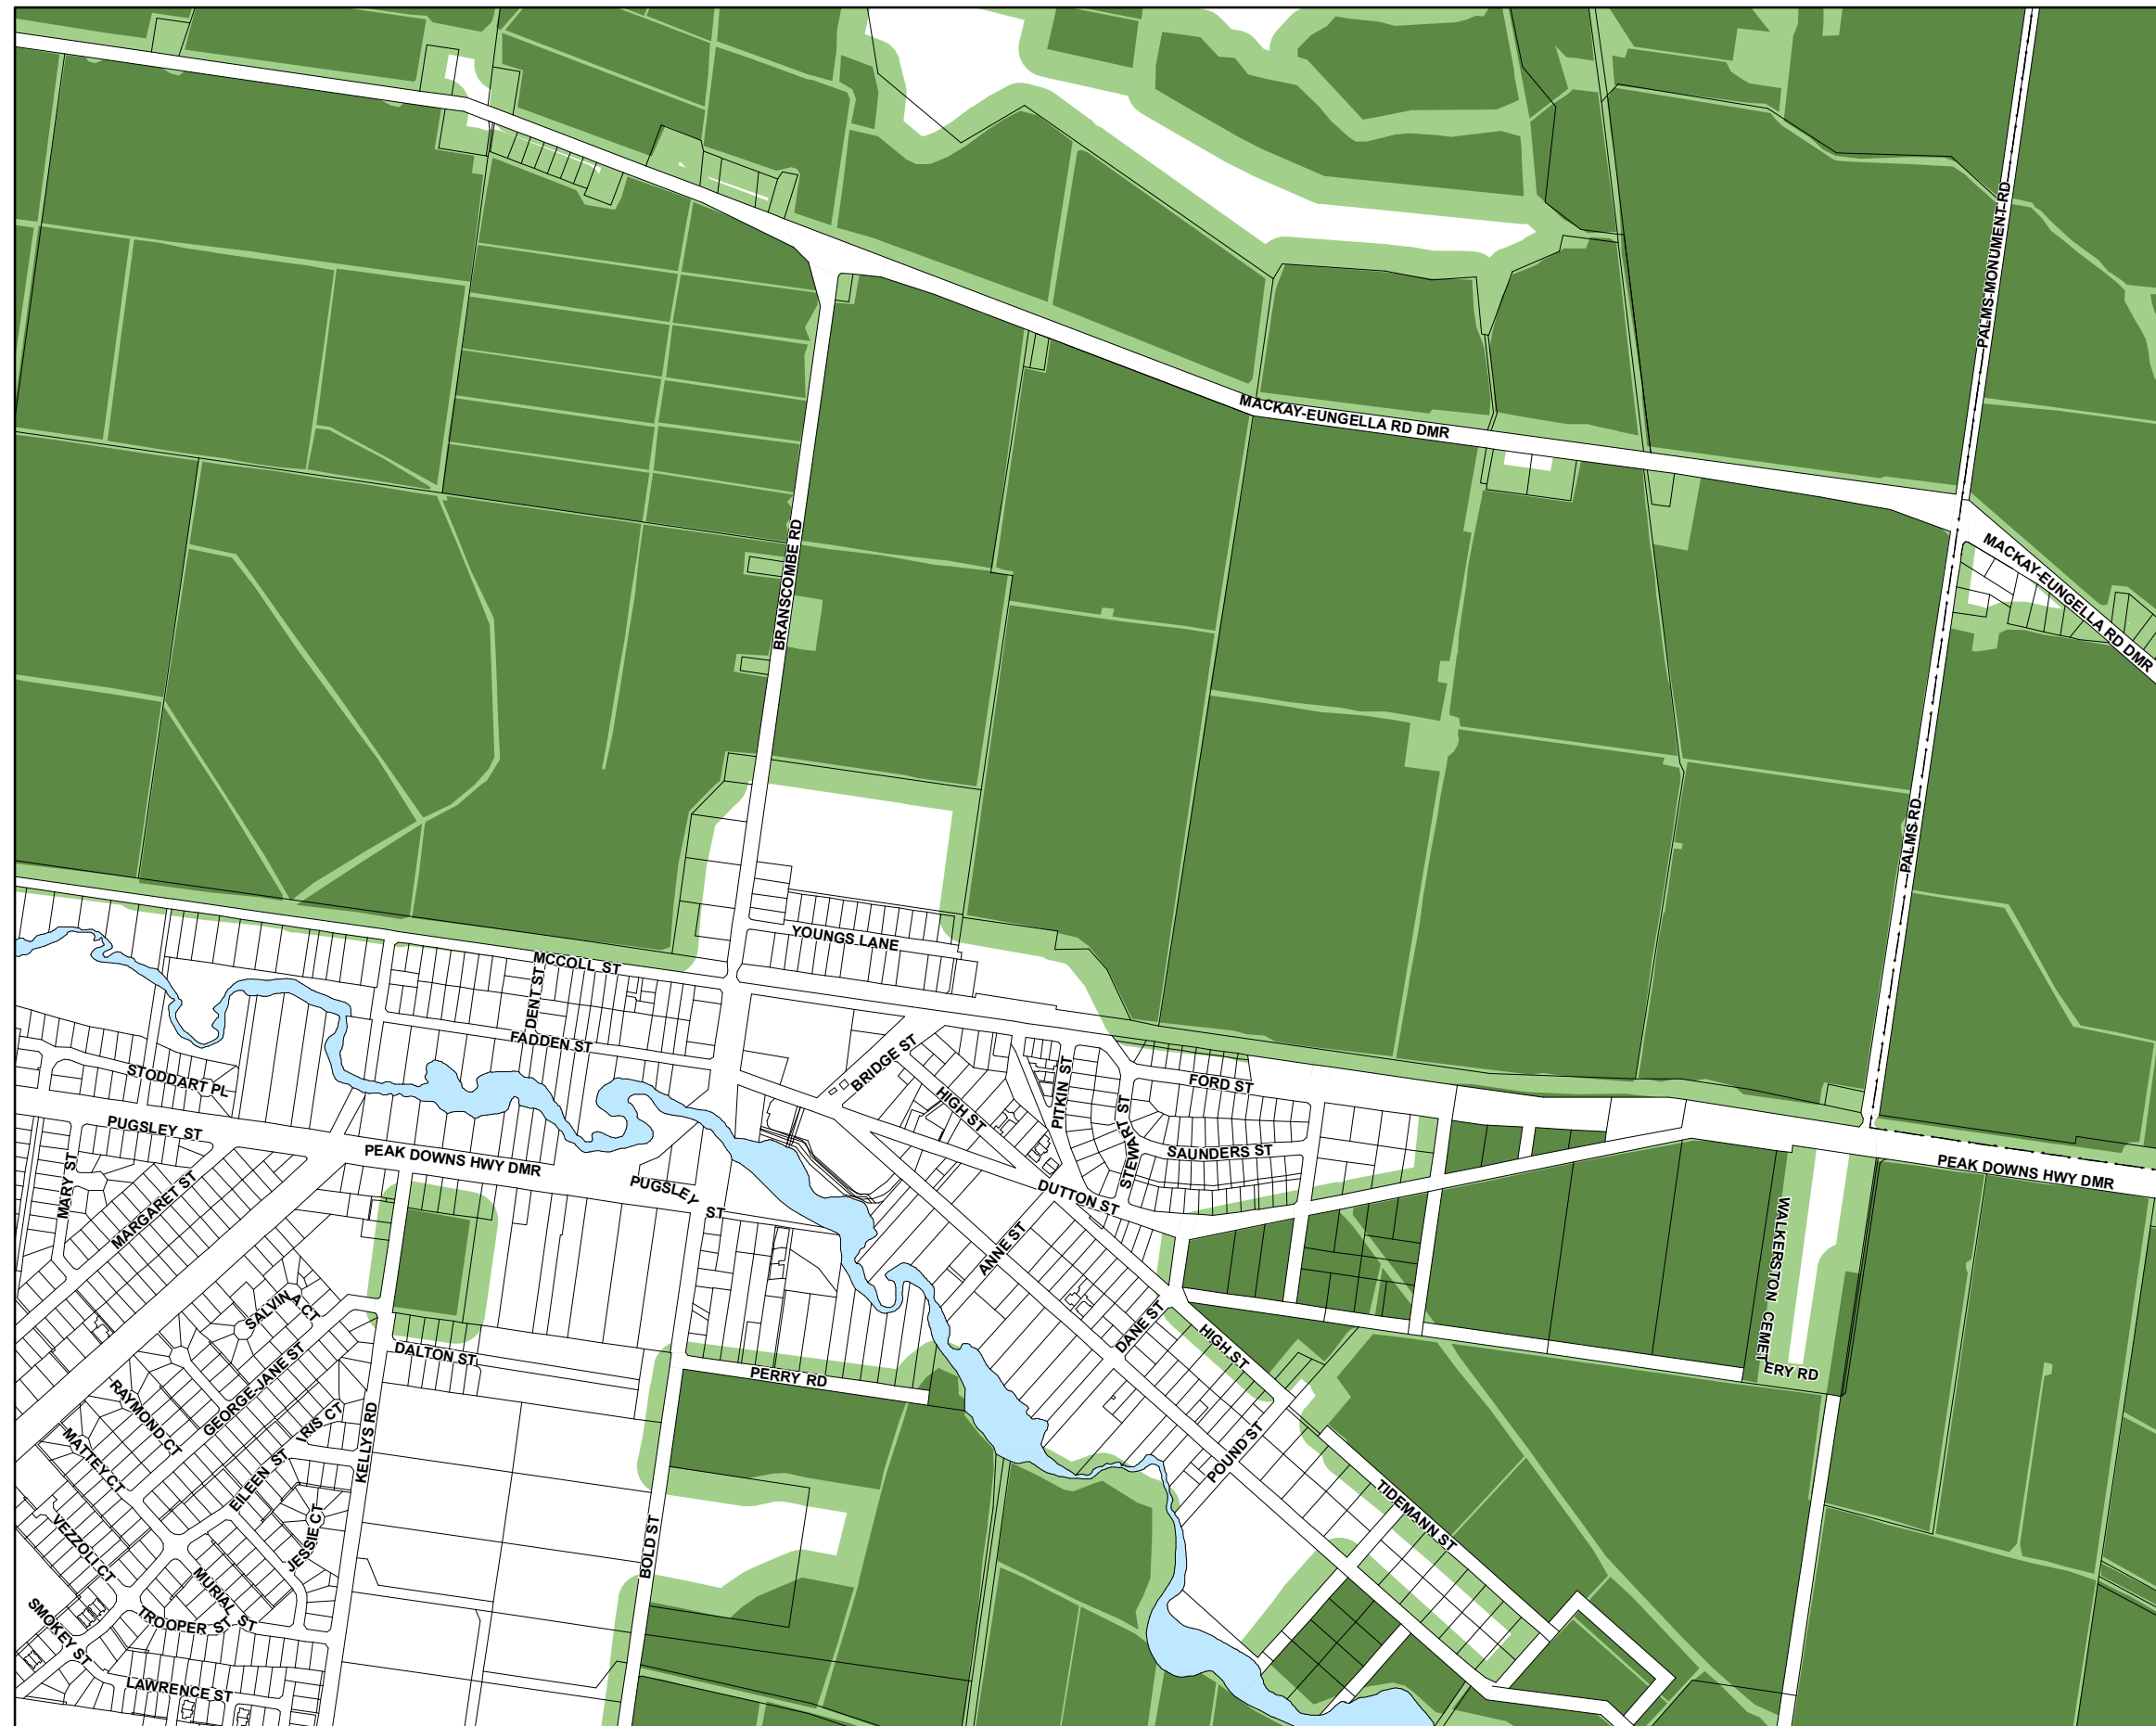 PALMS-MONUMENT-RD
MACKAY-EUNGELLA RD DMR
MACKAY-EUNGELLA RD DMR
BRANSCOMBE RD
PALMS-RD
YOUNGS LANE
MCCOLL ST
FADDEN ST
DENT ST
BRIDGE ST
HIGH ST
PITKIN ST
FORD ST
STEWART ST
SAUNDERS ST
STODDART PL
PUGSLEY ST
PEAK DOWNS HWY DMR
PEAK DOWNS HWY DMR
MARY ST
MARGARET ST
PUGSLEY ST
DUTTON ST
ANNE ST
WALKERSTON CEMETERY RD
SALVINA CT
GEORGE-JANE ST
DALTON ST
PERRY RD
DANE ST
HIGH ST
RAYMOND CT
IRIS CT
KELLYS RD
MATTEY CT
EILEEN ST
POUND ST
TIDEMANN ST
VEZZOLI CT
JESSIE CT
BOLD ST
MURIAL ST
SMOKEY ST
TROOPER ST
LAWRENCE ST